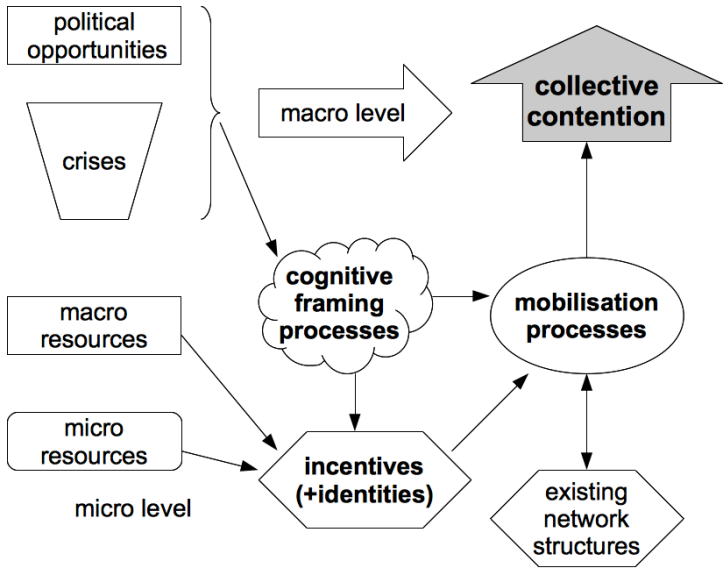 political
opportunities
crises
macro level
collective
contention
cognitive
framing
processes
mobilisation
processes
macro
resources
micro
resources
micro level
incentives
(+identities)
existing
network
structures